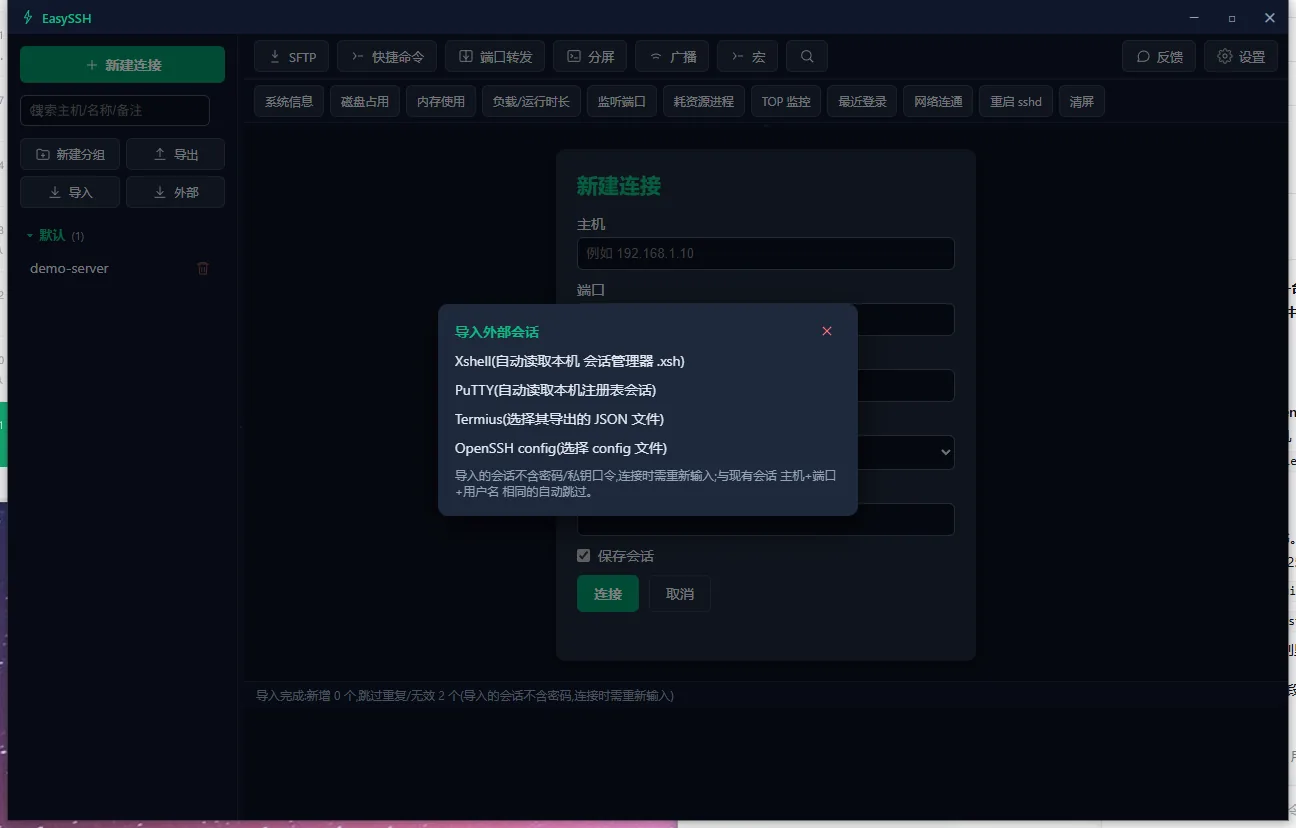 EasySSH
新建连接
搜索主机/名称/备注
新建分组
导出
导入
外部
默认 (1)
demo-server
SFTP
快捷命令
端口转发
分屏
广播
宏
反馈
设置
系统信息
磁盘占用
内存使用
负载/运行时长
监听端口
耗资源进程
TOP 监控
最近登录
网络连通
重启 sshd
清屏
新建连接
主机
例如 192.168.1.10
端口
导入外部会话
Xshell(自动读取本机 会话管理器 .xsh)
PuTTY(自动读取本机注册表会话)
Termius(选择其导出的 JSON 文件)
OpenSSH config(选择 config 文件)
导入的会话不含密码/私钥口令,连接时需重新输入;与现有会话 主机+端口
+用户名 相同的自动跳过。
保存会话
连接
取消
导入完成:新增 0 个,跳过重复/无效 2 个(导入的会话不含密码,连接时需重新输入)